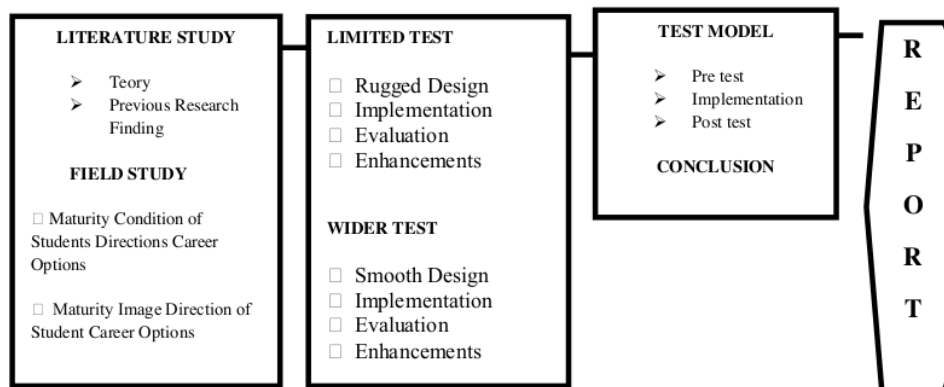 LITERATURE STUDY
➢ Teory
➢ Previous Research
Finding
FIELD STUDY
□ Maturity Condition of
Students Directions Career
Options
□ Maturity Image Direction of
Student Career Options
LIMITED TEST
□ Rugged Design
□ Implementation
□ Evaluation
□ Enhancements
WIDER TEST
□ Smooth Design
□ Implementation
□ Evaluation
□ Enhancements
TEST MODEL
➢ Pre test
➢ Implementation
➢ Post test
CONCLUSION
R
E
P
O
R
T